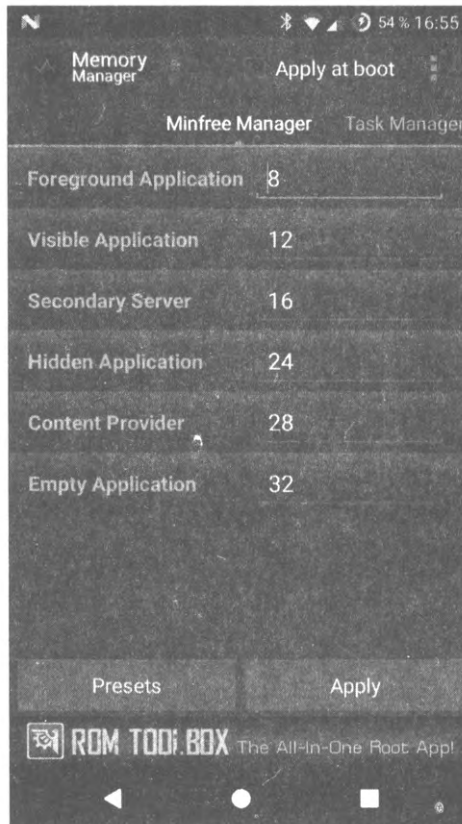 54 % 16:55
Memory
Manager
Apply at boot
Minfree Manager Task Manager
Foreground Application 8
Visible Application 12
Secondary Server 16
Hidden Application 24
Content Provider 28
Empty Application 32
Presets Apply
ROM TOOLBOX The All-In-One Root App!